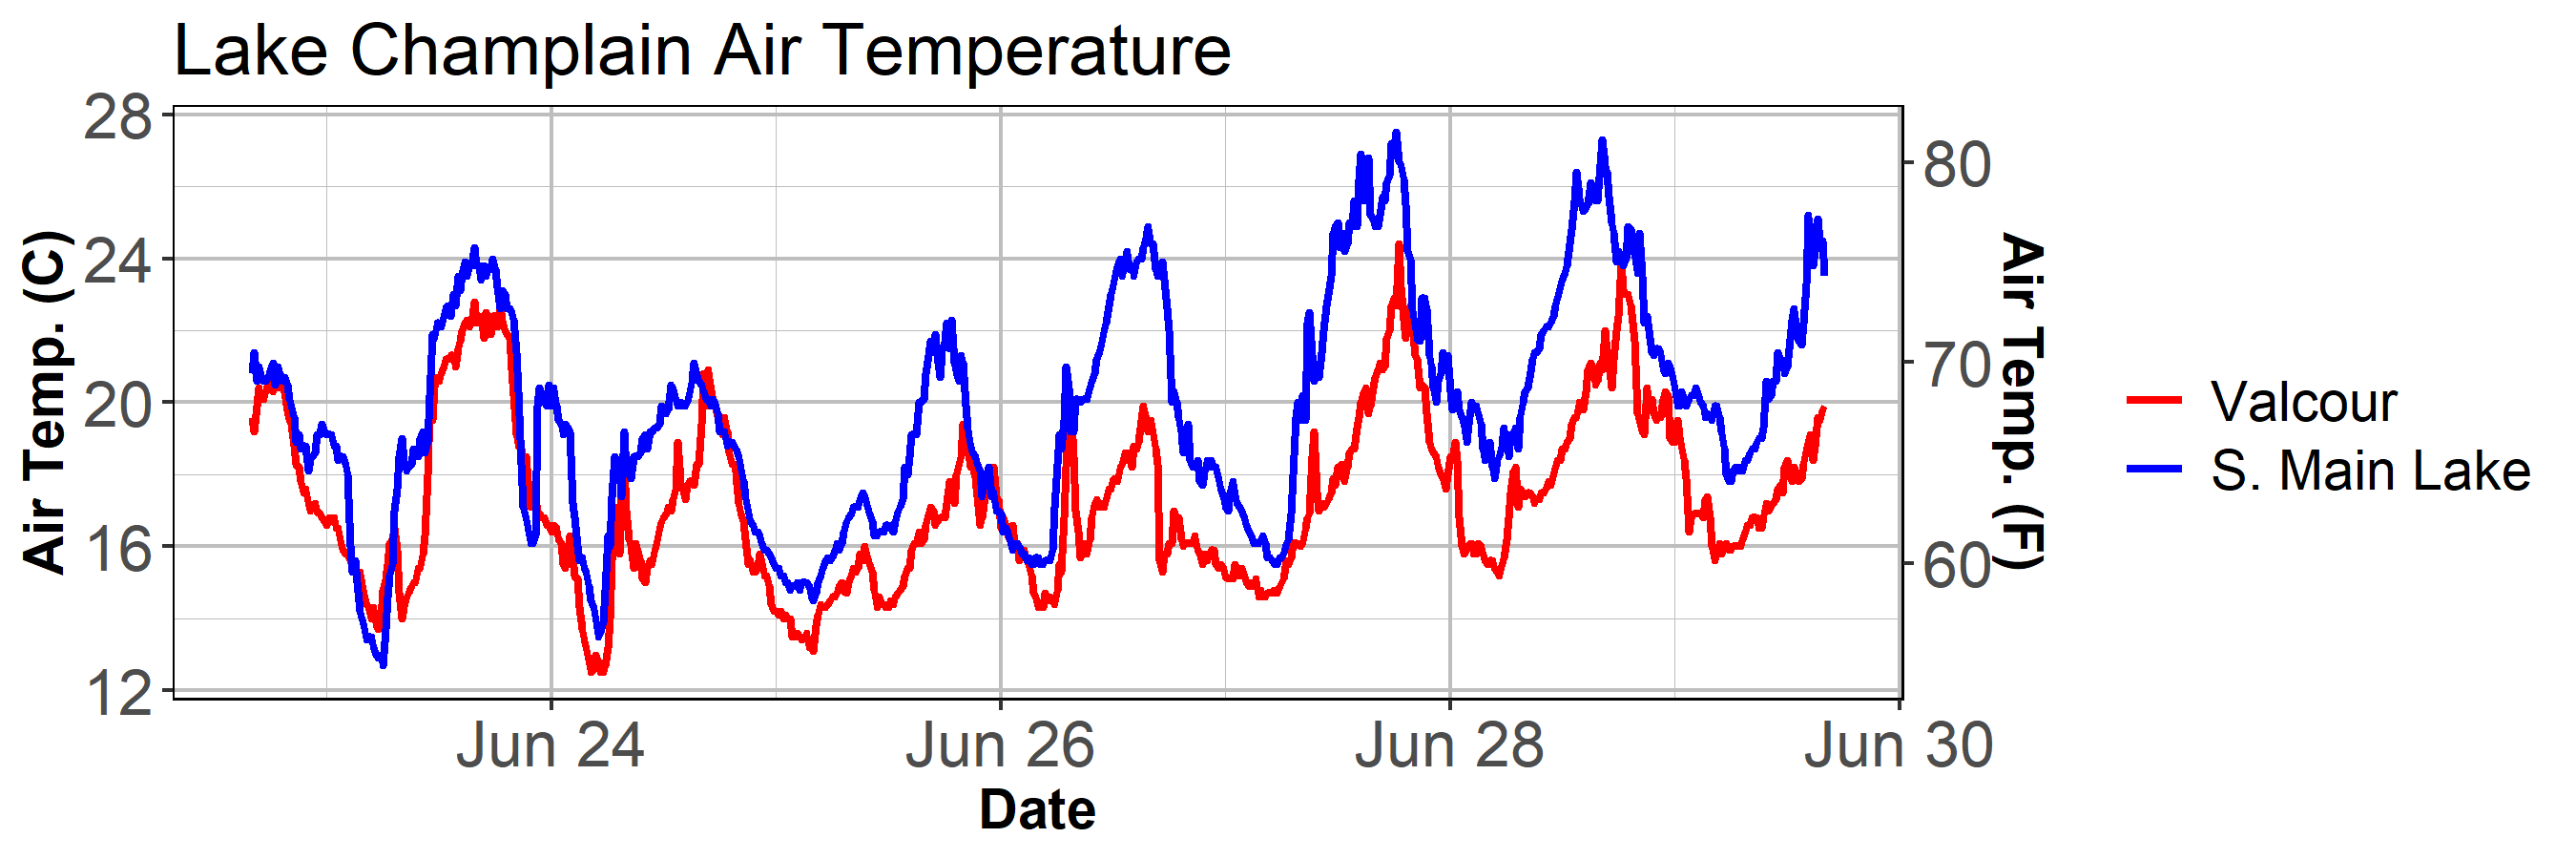 Lake Champlain Air Temperature
28
24
20
16
12
Air Temp. (C)
80
70
60
Air Temp. (F)
Jun 24
Jun 26
Jun 28
Jun 30
Date
Valcour
S. Main Lake